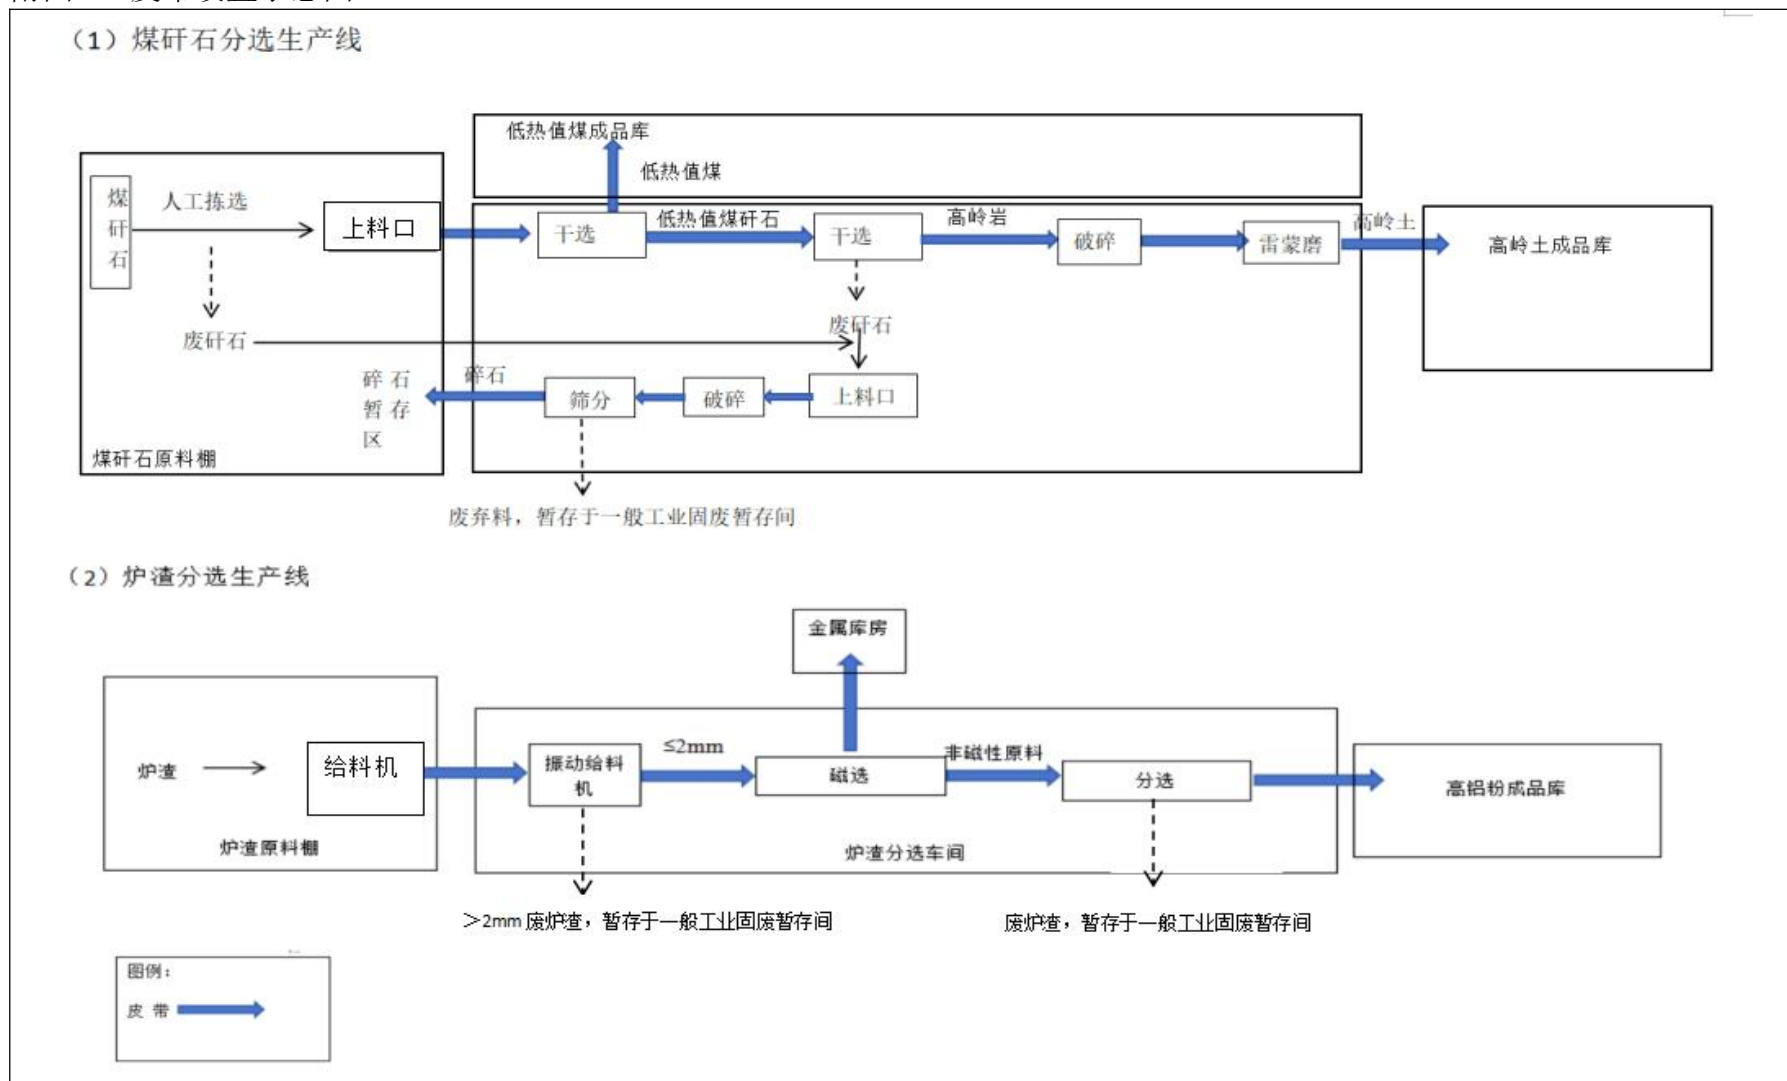 （1）煤矸石分选生产线
低热值煤成品库
低热值煤
煤
矸
石
人工拣选
上料口
干选
低热值煤矸石
干选
高岭岩
破碎
雷蒙磨
高岭土
高岭土成品库
废矸石
废矸石
碎 石
暂 存
区
碎石
筛分
破碎
上料口
煤矸石原料棚
废弃料，暂存于一般工业固废暂存间
（2）炉渣分选生产线
金属库房
炉渣
给料机
振动给料
机
≤2mm
磁选
非磁性原料
分选
高铝粉成品库
炉渣原料棚
炉渣分选车间
＞2mm 废炉渣，暂存于一般工业固废暂存间
废炉渣，暂存于一般工业固废暂存间
图例：
皮 带